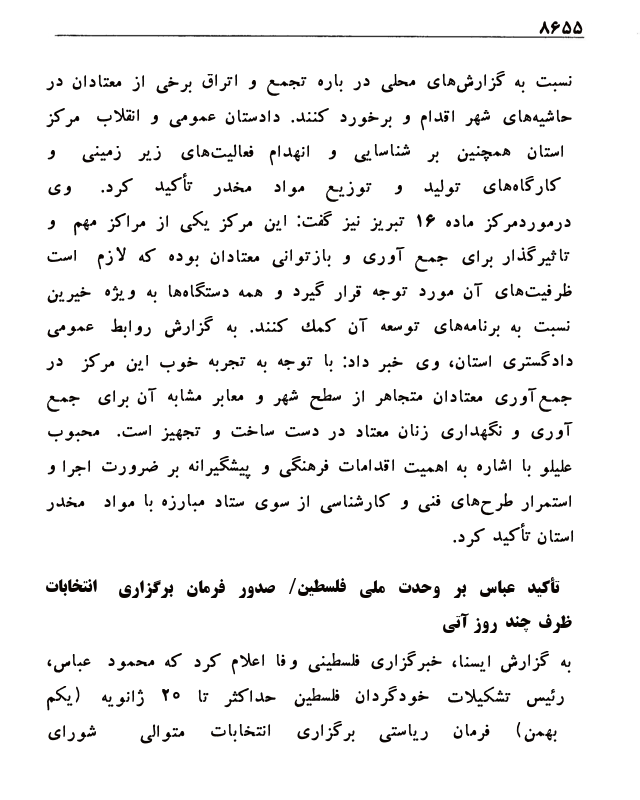 ۸۶۵۵
نسبت به گزارش‌های محلی در باره تجمع و اتراق برخی از معتادان در
حاشیه‌های شهر اقدام و برخورد کنند. دادستان عمومی و انقلاب مرکز
استان همچنین بر شناسایی و انهدام فعالیت‌های زیر زمینی و
کارگاه‌های تولید و توزیع مواد مخدر تأکید کرد. وی
درموردمرکز ماده ۱۶ تبریز نیز گفت: این مرکز یکی از مراکز مهم و
تاثیرگذار برای جمع آوری و بازتوانی معتادان بوده که لازم است
ظرفیت‌های آن مورد توجه قرار گیرد و همه دستگاه‌ها به ویژه خیرین
نسبت به برنامه‌های توسعه آن کمك کنند. به گزارش روابط عمومی
دادگستری استان، وی خبر داد: با توجه به تجربه خوب این مرکز در
جمع‌آوری معتادان متجاهر از سطح شهر و معابر مشابه آن برای جمع
آوری و نگهداری زنان معتاد در دست ساخت و تجهیز است. محبوب
علیلو با اشاره به اهمیت اقدامات فرهنگی و پیشگیرانه بر ضرورت اجرا و
استمرار طرح‌های فنی و کارشناسی از سوی ستاد مبارزه با مواد مخدر
استان تأکید کرد.
تأکید عباس بر وحدت ملی فلسطین/ صدور فرمان برگزاری انتخابات
ظرف چند روز آتی
به گزارش ایسنا، خبرگزاری فلسطینی وفا اعلام کرد که محمود عباس،
رئیس تشکیلات خودگردان فلسطین حداکثر تا ۲۰ ژانویه (یکم
بهمن) فرمان ریاستی برگزاری انتخابات متوالی شورای